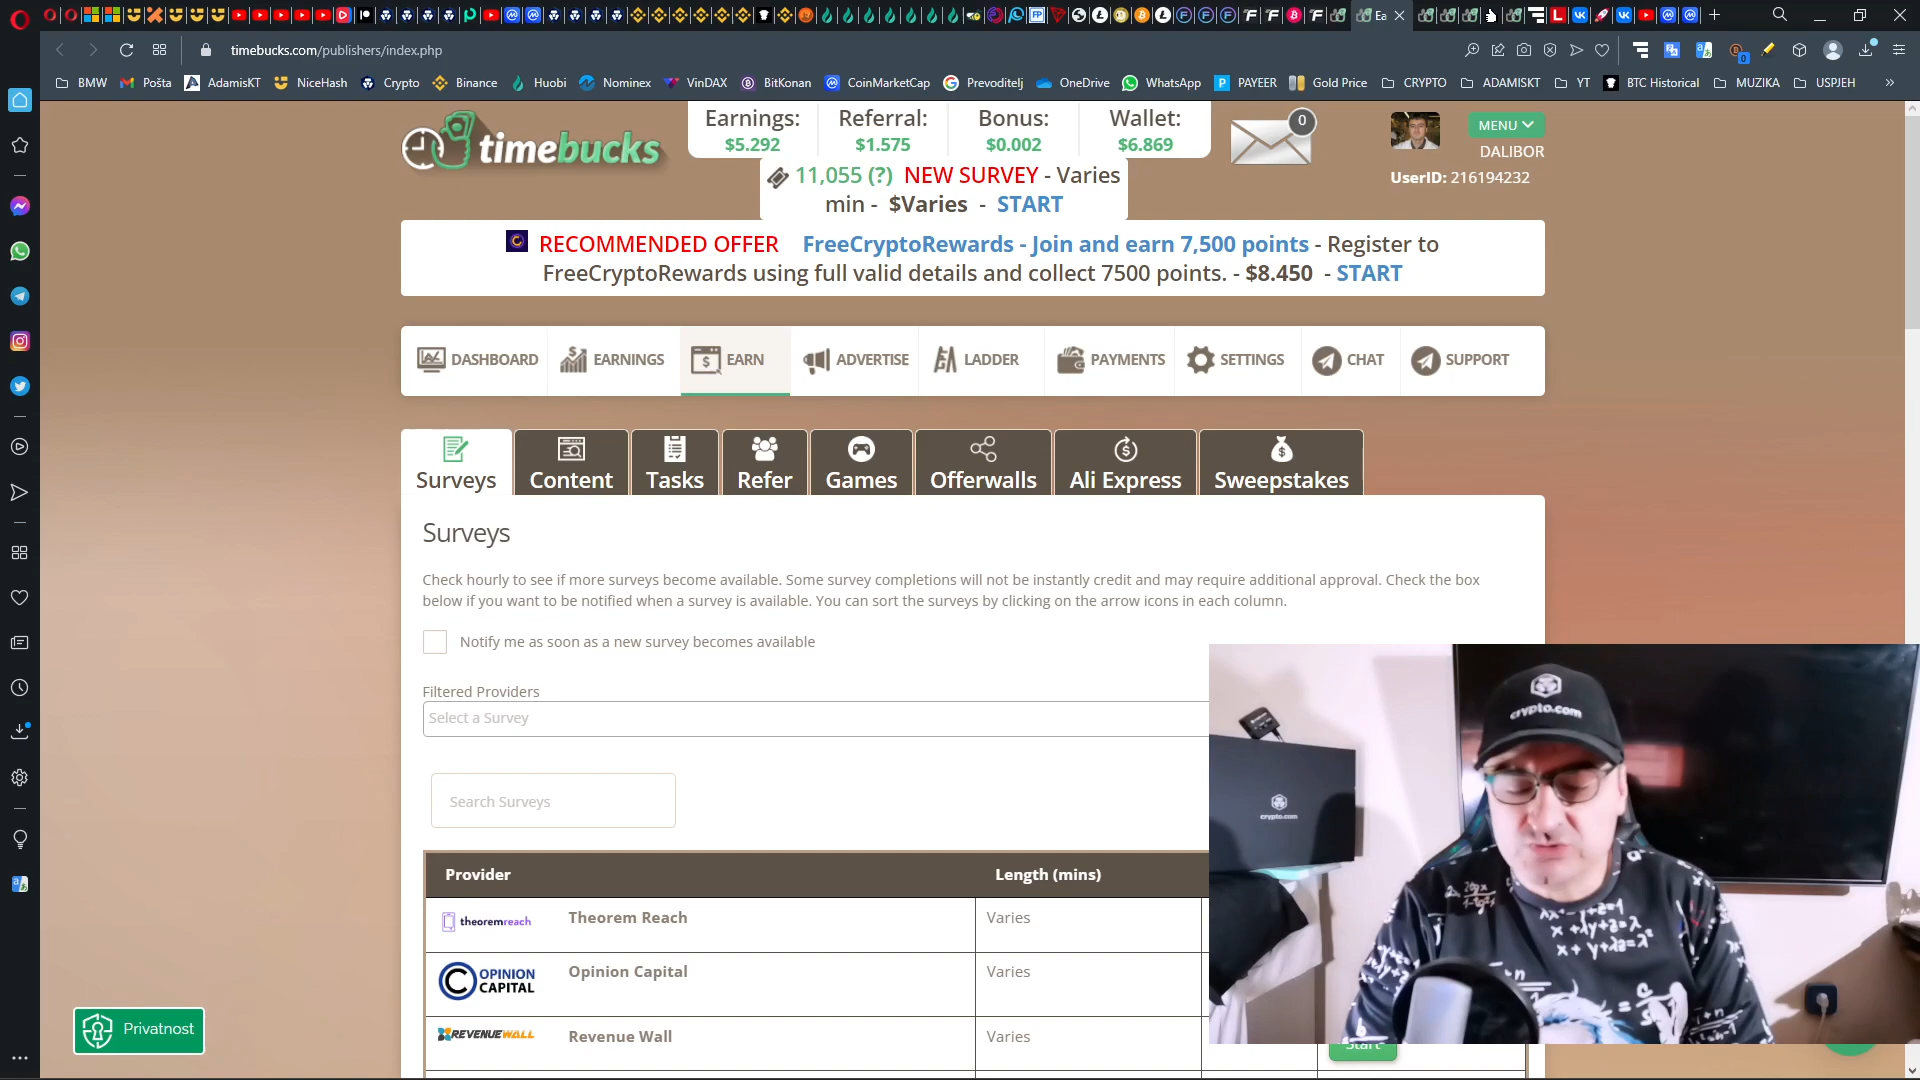 Ea
timebucks.com/publishers/index.php
BMW
Pošta
AdamisKT
NiceHash
Crypto
Binance
Huobi
Nominex
VinDAX
BitKonan
CoinMarketCap
Prevoditelj
OneDrive
WhatsApp
PAYEER
Gold Price
CRYPTO
ADAMISKT
YT
BTC Historical
MUZIKA
USPJEH
timebucks
Earnings:
$5.292
Referral:
$1.575
Bonus:
$0.002
Wallet:
$6.869
0
MENU
DALIBOR
UserID: 216194232
11,055 (?) NEW SURVEY - Varies
min - $Varies - START
RECOMMENDED OFFER FreeCryptoRewards - Join and earn 7,500 points - Register to
FreeCryptoRewards using full valid details and collect 7500 points. - $8.450 - START
DASHBOARD
EARNINGS
EARN
ADVERTISE
LADDER
PAYMENTS
SETTINGS
CHAT
SUPPORT
Surveys
Content
Tasks
Refer
Games
Offerwalls
Ali Express
Sweepstakes
Surveys
Check hourly to see if more surveys become available. Some survey completions will not be instantly credit and may require additional approval. Check the box
below if you want to be notified when a survey is available. You can sort the surveys by clicking on the arrow icons in each column.
Notify me as soon as a new survey becomes available
Filtered Providers
Select a Survey
Search Surveys
Provider
Length (mins)
theoremreach
Theorem Reach
Varies
OPINION
CAPITAL
Opinion Capital
Varies
REVENUEWALL
Revenue Wall
Varies
Start
Privatnost
crypto.com
crypto.com